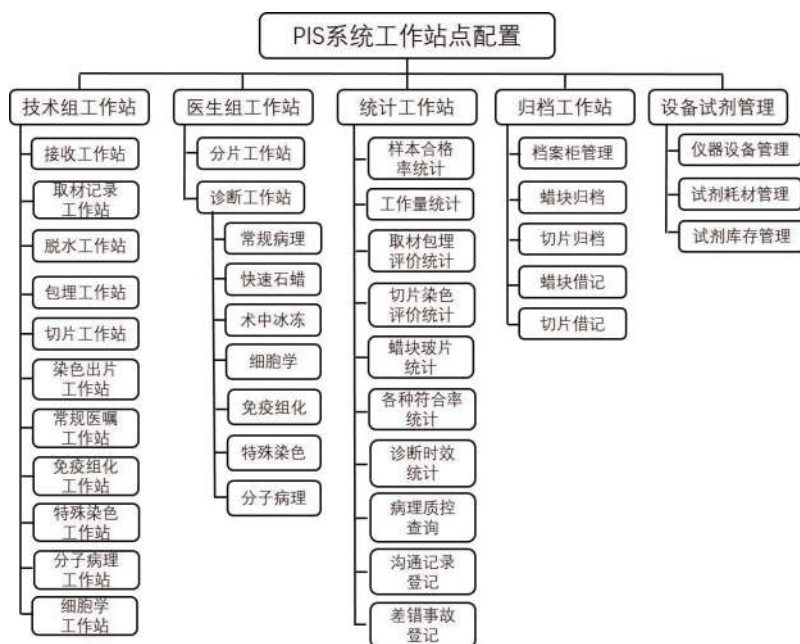 PIS系统工作站点配置
技术组工作站
接收工作站
取材记录
工作站
脱水工作站
包埋工作站
切片工作站
染色出片
工作站
常规医嘱
工作站
免疫组化
工作站
特殊染色
工作站
分子病理
工作站
细胞学
工作站
医生组工作站
分片工作站
诊断工作站
常规病理
快速石蜡
术中冰冻
细胞学
免疫组化
特殊染色
分子病理
统计工作站
样本合格
率统计
工作量统计
取材包埋
评价统计
切片染色
评价统计
蜡块玻片
统计
各种符合率
统计
诊断时效
统计
病理质控
查询
沟通记录
登记
差错事故
登记
归档工作站
档案柜管理
蜡块归档
切片归档
蜡块借记
切片借记
设备试剂管理
仪器设备管理
试剂耗材管理
试剂库存管理